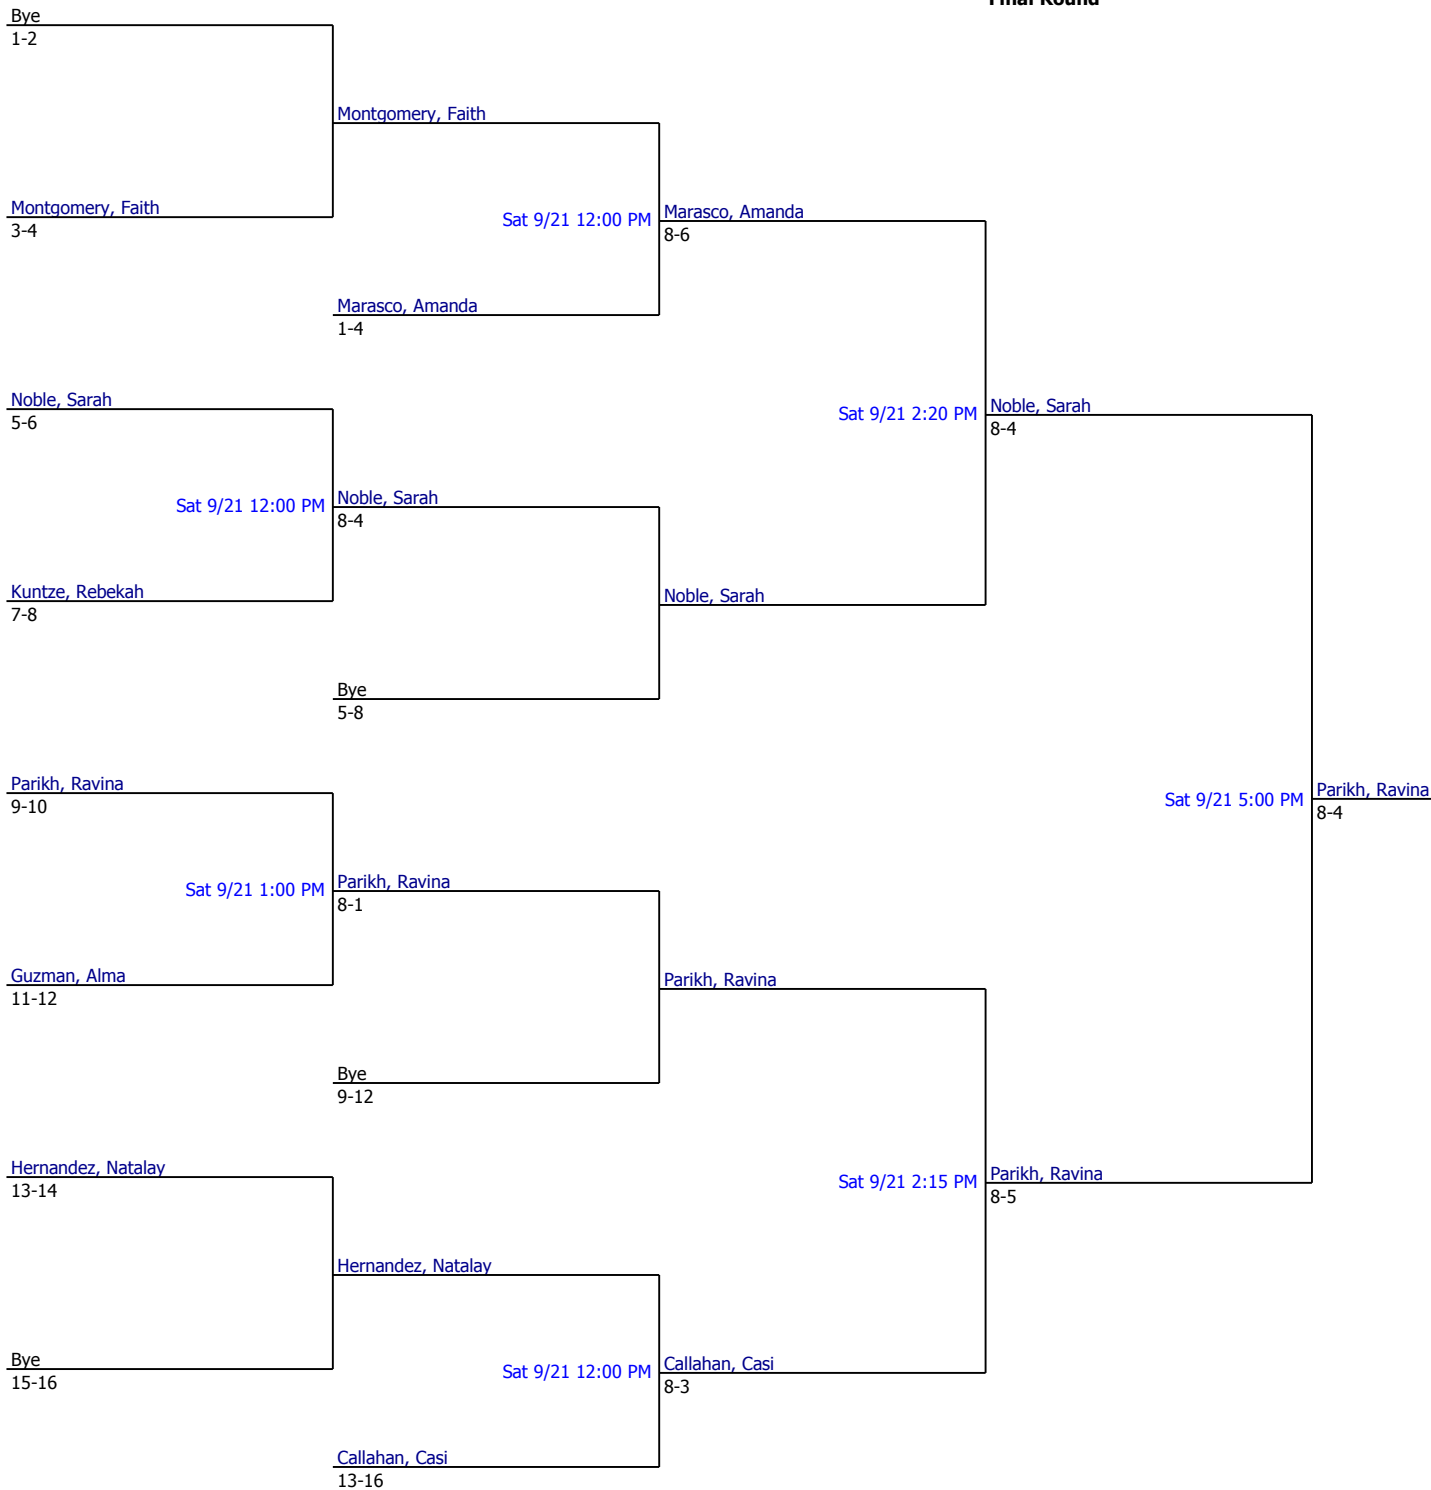 Final Round
Bye
1-2
Montgomery, Faith
Montgomery, Faith
3-4
Sat 9/21 12:00 PM
Marasco, Amanda
8-6
Marasco, Amanda
1-4
Noble, Sarah
5-6
Sat 9/21 2:20 PM
Noble, Sarah
8-4
Sat 9/21 12:00 PM
Noble, Sarah
8-4
Kuntze, Rebekah
7-8
Noble, Sarah
Bye
5-8
Parikh, Ravina
9-10
Sat 9/21 5:00 PM
Parikh, Ravina
8-4
Sat 9/21 1:00 PM
Parikh, Ravina
8-1
Guzman, Alma
11-12
Parikh, Ravina
Bye
9-12
Hernandez, Natalay
13-14
Sat 9/21 2:15 PM
Parikh, Ravina
8-5
Hernandez, Natalay
Bye
15-16
Sat 9/21 12:00 PM
Callahan, Casi
8-3
Callahan, Casi
13-16